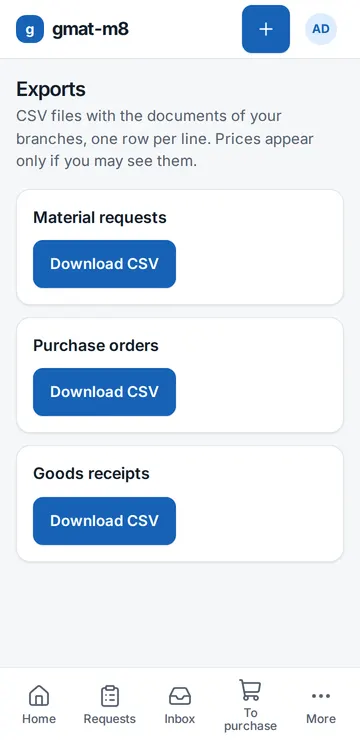 g gmat-m8 + AD
Exports
CSV files with the documents of your
branches, one row per line. Prices appear
only if you may see them.
Material requests
Download CSV
Purchase orders
Download CSV
Goods receipts
Download CSV
Home Requests Inbox To purchase More